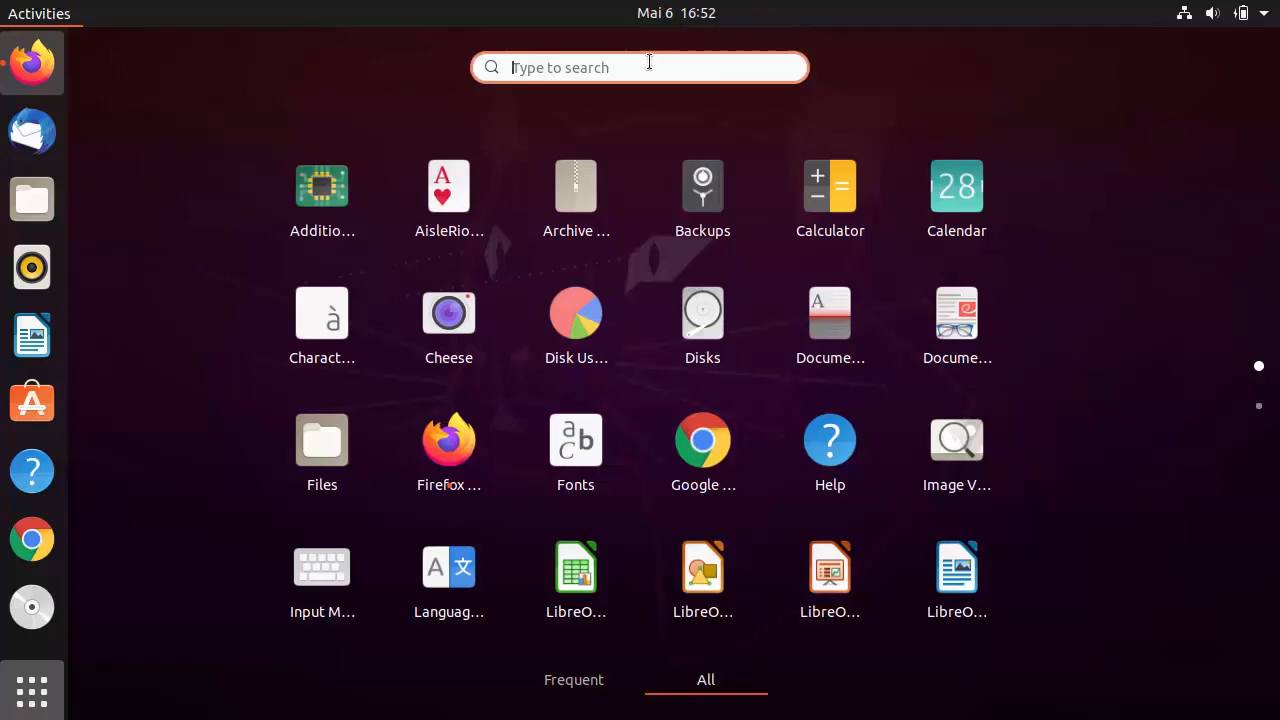 Activities
Mai 6 16:52
Type to search
Additio...
AisleRio...
Archive ...
Backups
Calculator
Calendar
Charact...
Cheese
Disk Us...
Disks
Docume...
Docume...
Files
Firefox ...
Fonts
Google ...
Help
Image V...
Input M...
Languag...
LibreO...
LibreO...
LibreO...
LibreO...
Frequent
All